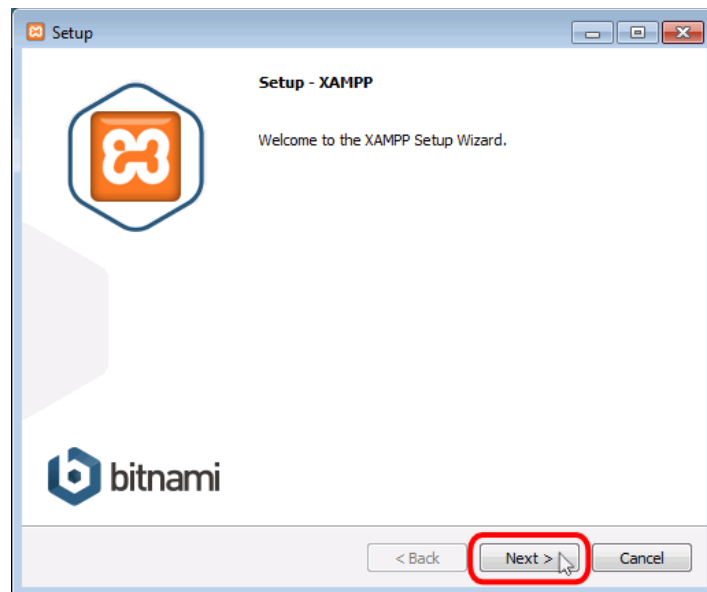 Setup
Setup - XAMPP
Welcome to the XAMPP Setup Wizard.
bitnami
< Back
Next >
Cancel